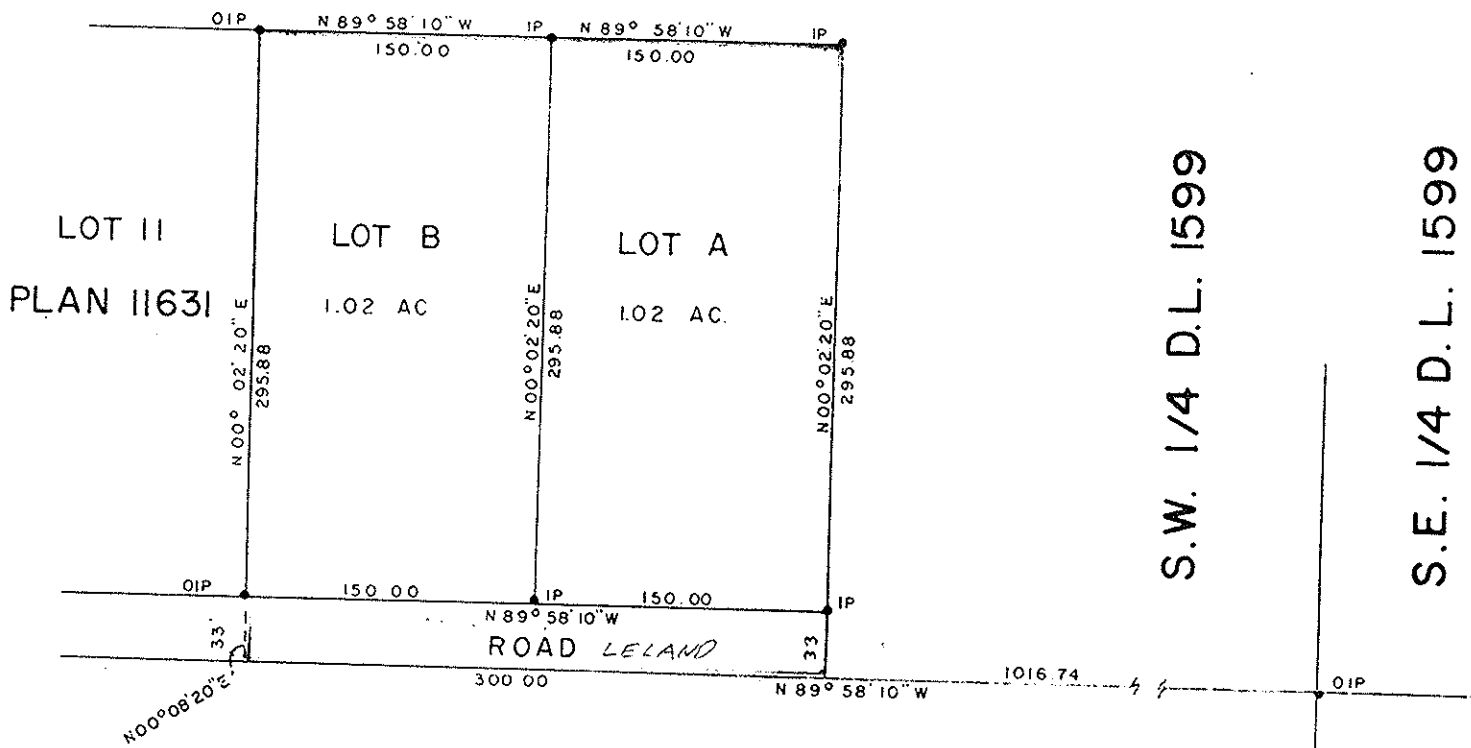 OIP N 89° 58' 10" W IP N 89° 58' 10" W IP
150.00 150.00
LOT 11
PLAN 11631
LOT B
1.02 AC
LOT A
1.02 AC.
N 00° 02' 20" E
295.88
N 00° 02' 20" E
295.88
N 00° 02' 20" E
295.88
S.W. 1/4 D.L. 1599
S.E. 1/4 D.L. 1599
OIP 150 00 IP 150.00 IP
N 89° 58' 10" W
33'
ROAD LELAND
33
N00°08'20"E
300 00
N 89° 58' 10" W
1016.74
OIP